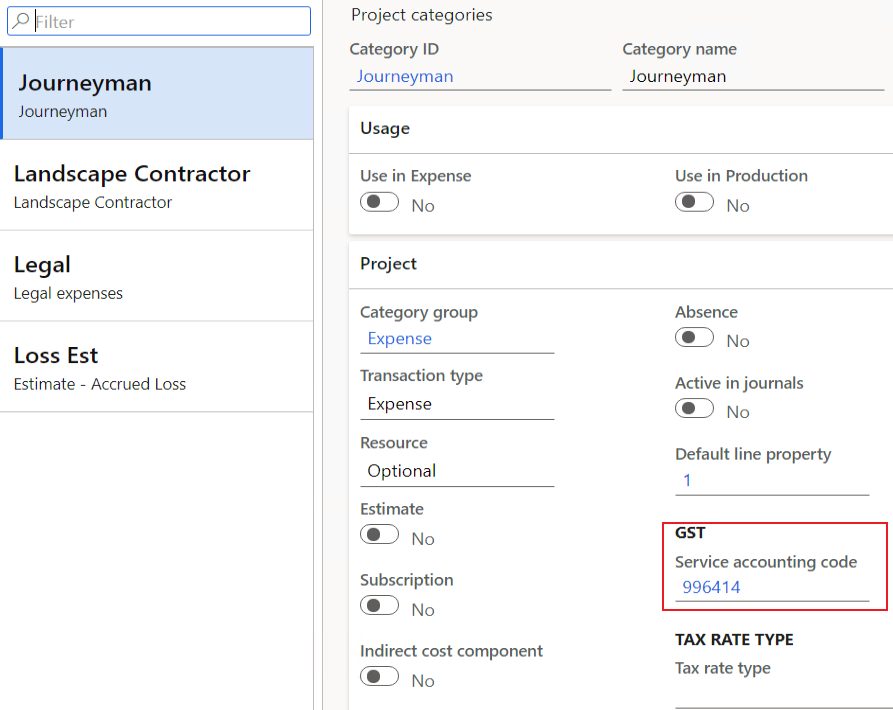 Filter
Journeyman
Journeyman
Landscape Contractor
Landscape Contractor
Legal
Legal expenses
Loss Est
Estimate - Accrued Loss
Project categories
Category ID
Journeyman
Category name
Journeyman
Usage
Use in Expense
No
Use in Production
No
Project
Category group
Expense
Transaction type
Expense
Resource
Optional
Estimate
No
Subscription
No
Indirect cost component
No
Absence
No
Active in journals
No
Default line property
1
GST
Service accounting code
996414
TAX RATE TYPE
Tax rate type